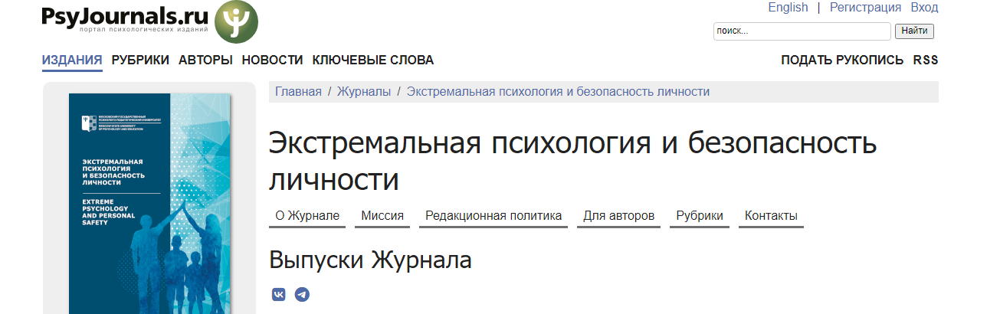 PsyJournals.ru
портал психологических изданий
English | Регистрация Вход
поиск... Найти
ИЗДАНИЯ РУБРИКИ АВТОРЫ НОВОСТИ КЛЮЧЕВЫЕ СЛОВА ПОДАТЬ РУКОПИСЬ RSS
Главная / Журналы / Экстремальная психология и безопасность личности
МОСКОВСКИЙ ГОСУДАРСТВЕННЫЙ
ПСИХОЛОГО-ПЕДАГОГИЧЕСКИЙ УНИВЕРСИТЕТ
MOSCOW STATE UNIVERSITY
OF PSYCHOLOGY AND EDUCATION
ЭКСТРЕМАЛЬНАЯ
ПСИХОЛОГИЯ
И БЕЗОПАСНОСТЬ
ЛИЧНОСТИ
EXTREME
PSYCHOLOGY
AND PERSONAL
SAFETY
Экстремальная психология и безопасность
личности
О Журнале Миссия Редакционная политика Для авторов Рубрики Контакты
Выпуски Журнала